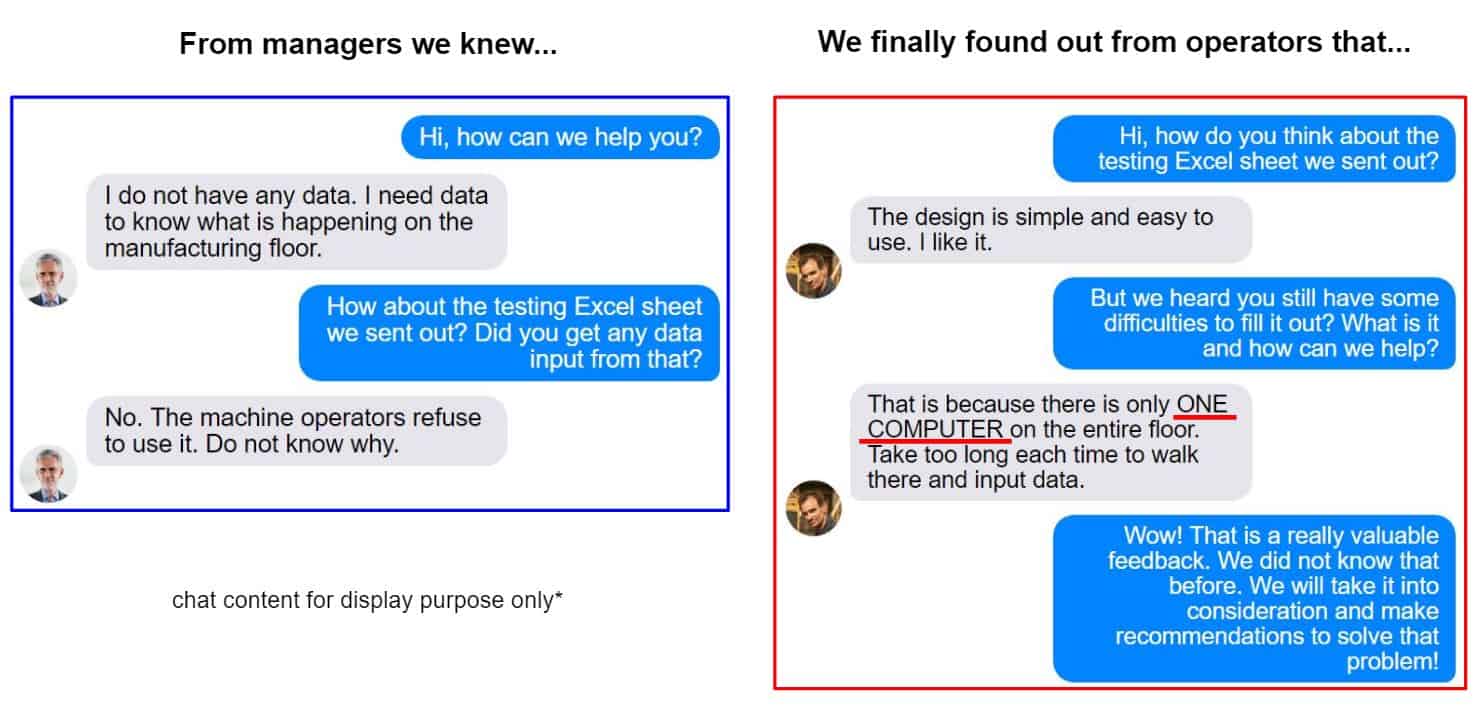 From managers we knew...
Hi, how can we help you?
I do not have any data. I need data
to know what is happening on the
manufacturing floor.
How about the testing Excel sheet
we sent out? Did you get any data
input from that?
No. The machine operators refuse
to use it. Do not know why.
chat content for display purpose only*
We finally found out from operators that...
Hi, how do you think about the
testing Excel sheet we sent out?
The design is simple and easy to
use. I like it.
But we heard you still have some
difficulties to fill it out? What is it
and how can we help?
That is because there is only ONE
COMPUTER on the entire floor.
Take too long each time to walk
there and input data.
Wow! That is a really valuable
feedback. We did not know that
before. We will take it into
consideration and make
recommendations to solve that
problem!